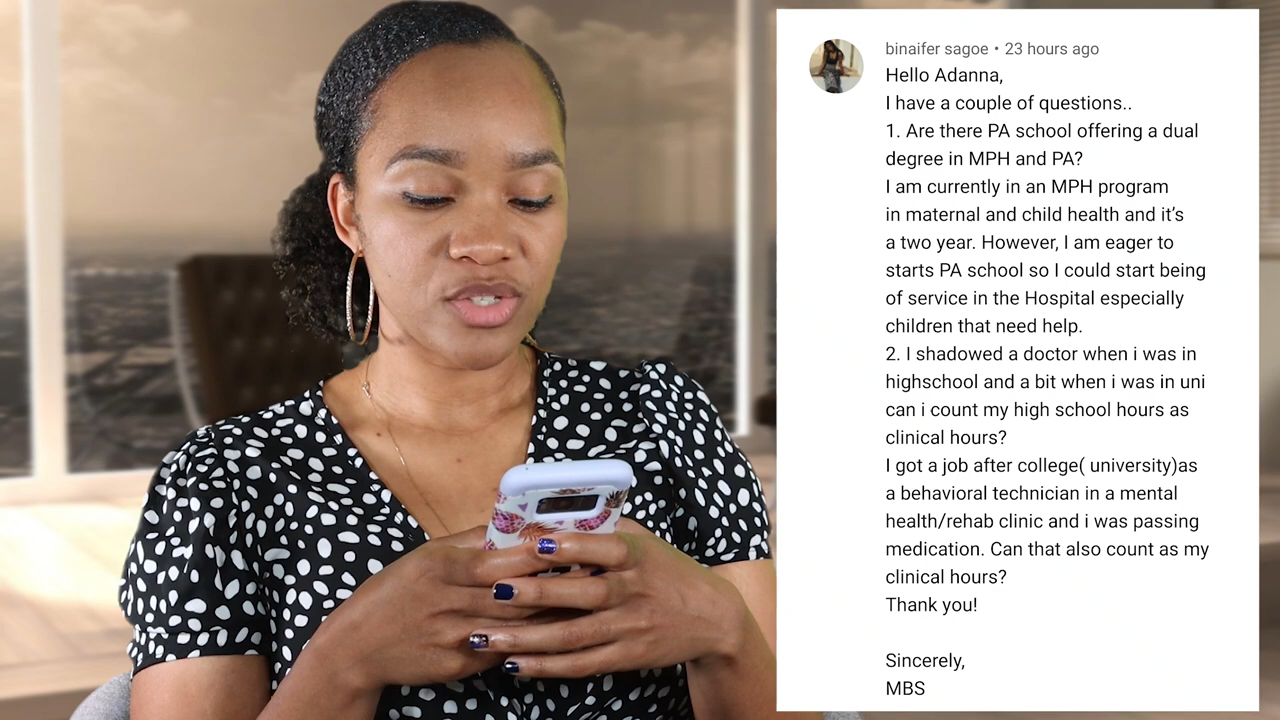 binaifer sagoe • 23 hours ago
Hello Adanna,
I have a couple of questions..
1. Are there PA school offering a dual
degree in MPH and PA?
I am currently in an MPH program
in maternal and child health and it’s
a two year. However, I am eager to
starts PA school so I could start being
of service in the Hospital especially
children that need help.
2. I shadowed a doctor when i was in
highschool and a bit when i was in uni
can i count my high school hours as
clinical hours?
I got a job after college( university)as
a behavioral technician in a mental
health/rehab clinic and i was passing
medication. Can that also count as my
clinical hours?
Thank you!
Sincerely,
MBS